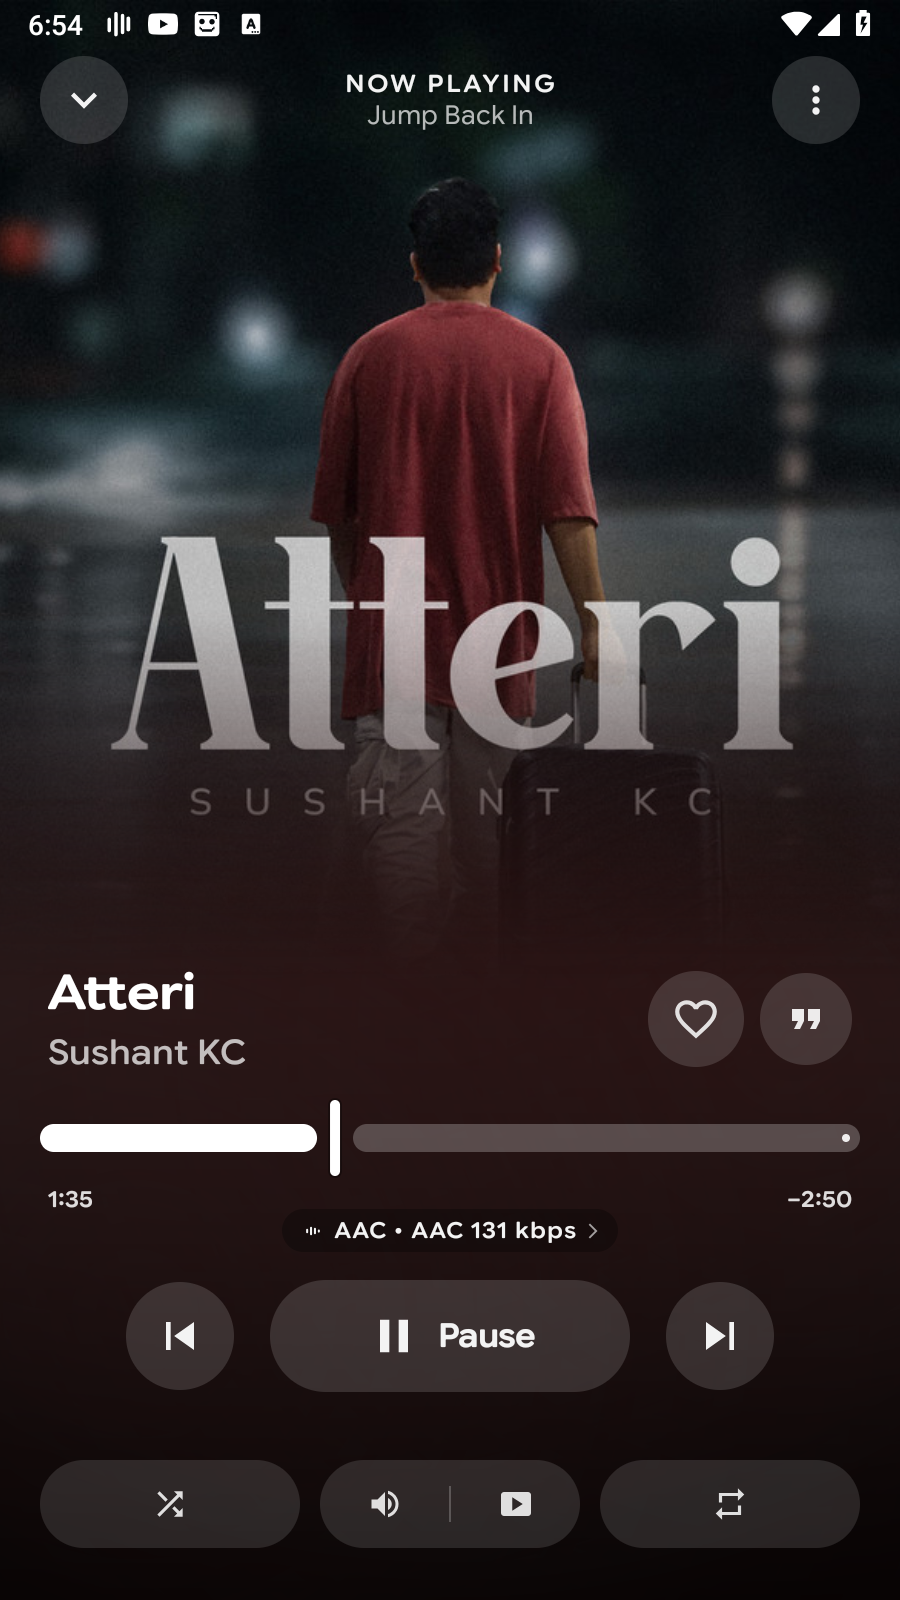 6:54
NOW PLAYING
Jump Back In
Atteri
SUSHANT KC
Atteri
Sushant KC
1:35
−2:50
AAC • AAC 131 kbps
Pause